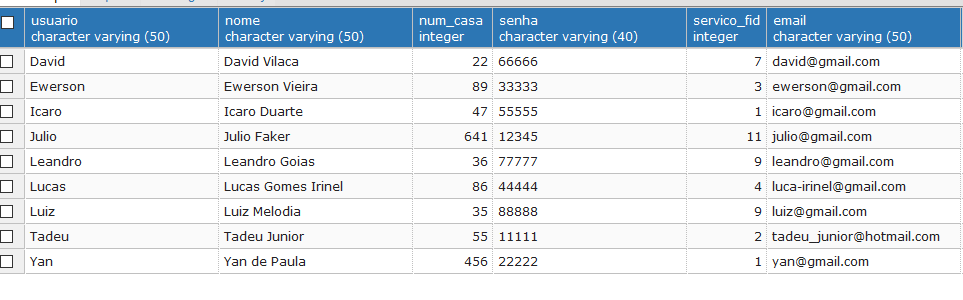 usuario nome num_casa senha servico_fid email
character varying (50) character varying (50) integer character varying (40) integer character varying (50)
David David Vilaca 22 66666 7 david@gmail.com
Ewerson Ewerson Vieira 89 33333 3 ewerson@gmail.com
Icaro Icaro Duarte 47 55555 1 icaro@gmail.com
Julio Julio Faker 641 12345 11 julio@gmail.com
Leandro Leandro Goias 36 77777 9 leandro@gmail.com
Lucas Lucas Gomes Irinel 86 44444 4 luca-irinel@gmail.com
Luiz Luiz Melodia 35 88888 9 luiz@gmail.com
Tadeu Tadeu Junior 55 11111 2 tadeu_junior@hotmail.com
Yan Yan de Paula 456 22222 1 yan@gmail.com